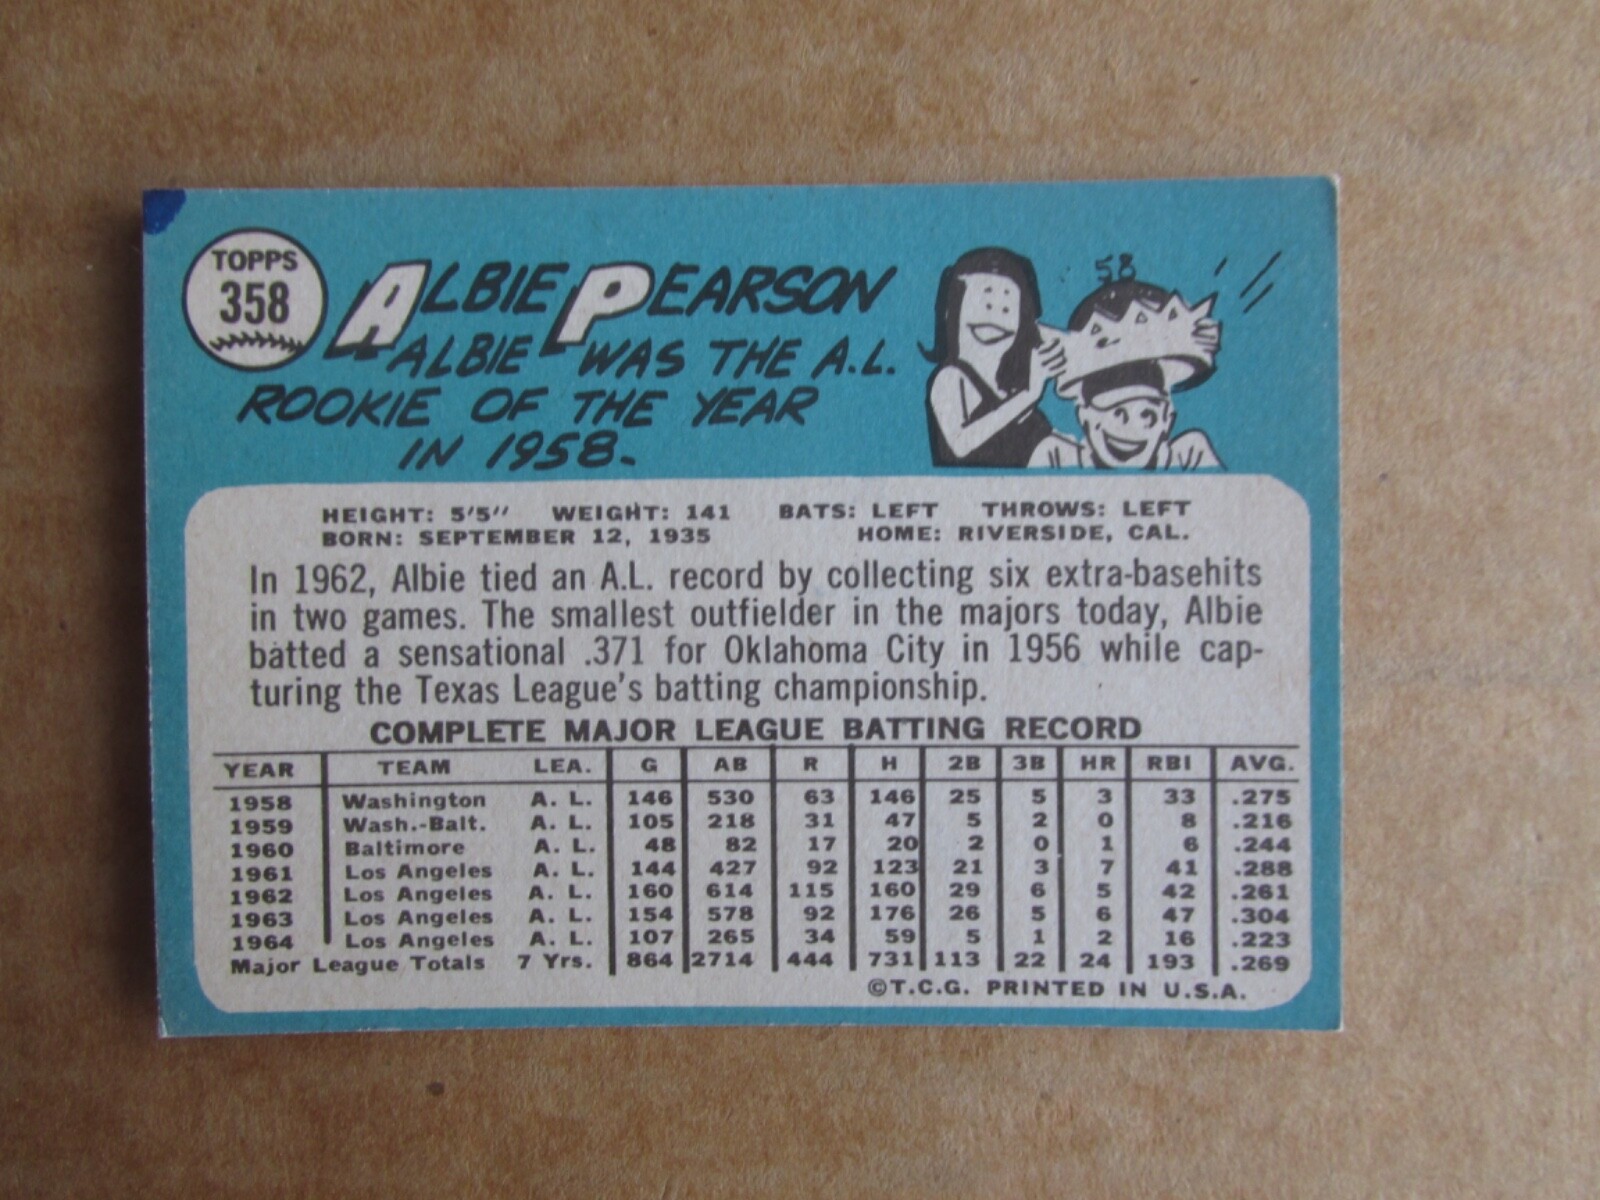 TOPPS
358
ALBIE PEARSON
ALBIE WAS THE A.L.
ROOKIE OF THE YEAR
IN 1958.
58
HEIGHT: 5'5" WEIGHT: 141 BATS: LEFT THROWS: LEFT
BORN: SEPTEMBER 12, 1935 HOME: RIVERSIDE, CAL.
In 1962, Albie tied an A.L. record by collecting six extra-basehits
in two games. The smallest outfielder in the majors today, Albie
batted a sensational .371 for Oklahoma City in 1956 while cap-
turing the Texas League's batting championship.
COMPLETE MAJOR LEAGUE BATTING RECORD
YEAR TEAM LEA. G AB R H 2B 3B HR RBI AVG.
1958 Washington A. L. 146 530 63 146 25 5 3 33 .275
1959 Wash.-Balt. A. L. 105 218 31 47 5 2 0 8 .216
1960 Baltimore A. L. 48 82 17 20 2 0 1 6 .244
1961 Los Angeles A. L. 144 427 92 123 21 3 7 41 .288
1962 Los Angeles A. L. 160 614 115 160 29 6 5 42 .261
1963 Los Angeles A. L. 154 578 92 176 26 5 6 47 .304
1964 Los Angeles A. L. 107 265 34 59 5 1 2 16 .223
Major League Totals 7 Yrs. 864 2714 444 731 113 22 24 193 .269
©T.C.G. PRINTED IN U.S.A.